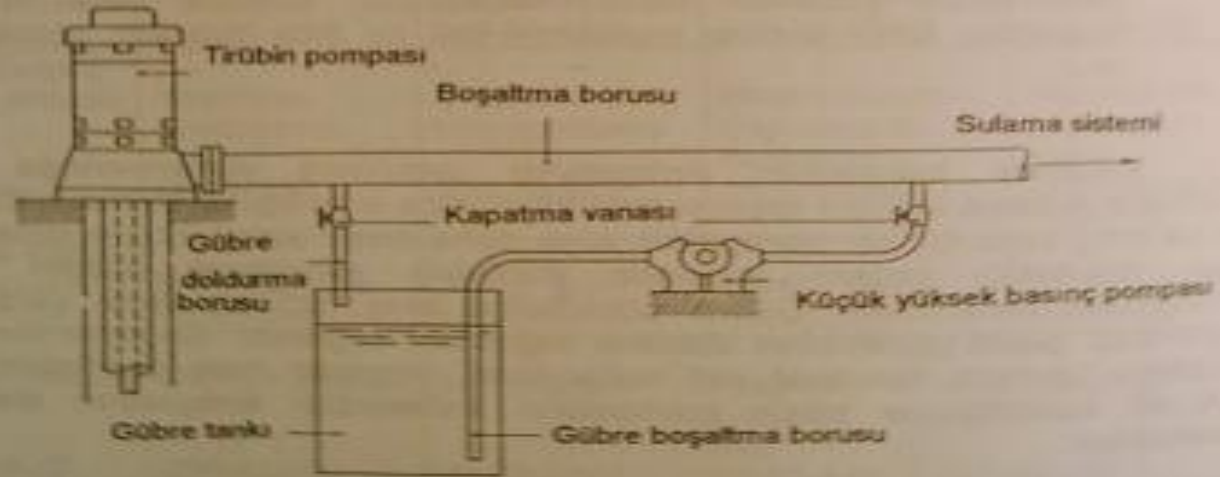 Tirübin pompası
Boşaltma borusu
Sulama sistemi
Kapatma vanası
Gübre
doldurma
borusu
Küçük yüksek basınç pompası
Gübre tankı
Gübre boşaltma borusu